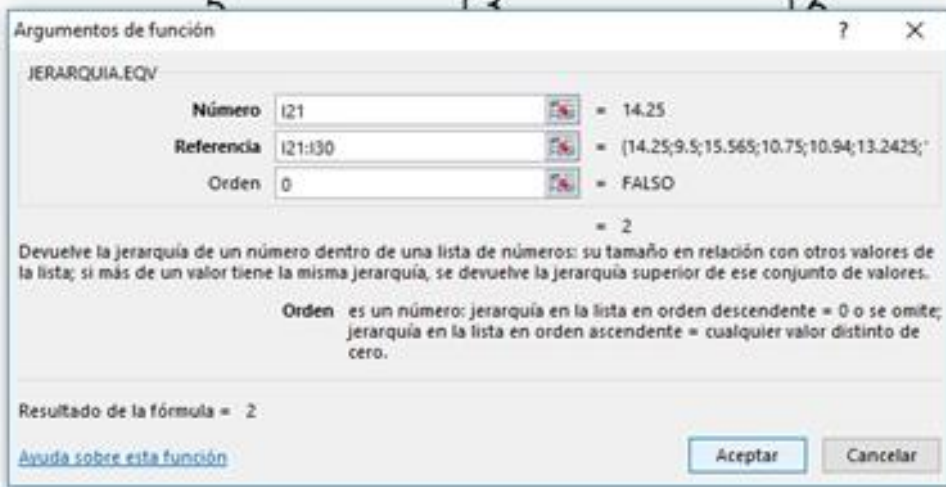 Argumentos de función ? ✕
JERARQUIA.EQV
Número I21 = 14.25
Referencia I21:I30 = {14.25;9.5;15.565;10.75;10.94;13.2425;
Orden 0 = FALSO
= 2
Devuelve la jerarquía de un número dentro de una lista de números: su tamaño en relación con otros valores de
la lista; si más de un valor tiene la misma jerarquía, se devuelve la jerarquía superior de ese conjunto de valores.
Orden es un número: jerarquía en la lista en orden descendente = 0 o se omite;
jerarquía en la lista en orden ascendente = cualquier valor distinto de
cero.
Resultado de la fórmula = 2
Ayuda sobre esta función Aceptar Cancelar